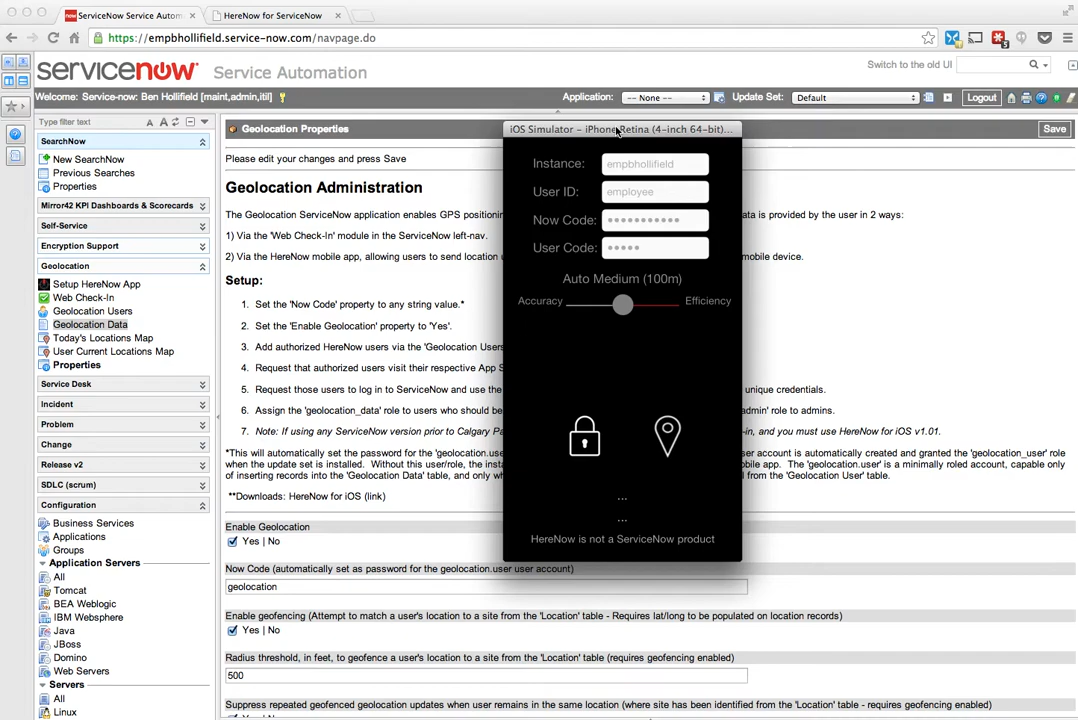 ServiceNow Service Autom
HereNow for ServiceNow
https://empbhollifield.service-now.com/navpage.do
servicenow Service Automation
Switch to the old UI
Welcome: Service-now: Ben Hollifield [maint,admin,itil]
Application: -- None --
Update Set: Default
Logout
Type filter text
A A
SearchNow
New SearchNow
Previous Searches
Properties
Mirror42 KPI Dashboards & Scorecards
Self-Service
Encryption Support
Geolocation
Setup HereNow App
Web Check-In
Geolocation Users
Geolocation Data
Today's Locations Map
User Current Locations Map
Properties
Service Desk
Incident
Problem
Change
Release v2
SDLC (scrum)
Configuration
Business Services
Applications
Groups
Application Servers
All
Tomcat
BEA Weblogic
IBM Websphere
Java
JBoss
Domino
Web Servers
Servers
All
Linux
Geolocation Properties
Save
Please edit your changes and press Save
Geolocation Administration
The Geolocation ServiceNow application enables GPS position
ata is provided by the user in 2 ways:
1) Via the 'Web Check-In' module in the ServiceNow left-nav.
2) Via the HereNow mobile app, allowing users to send location
mobile device.
Setup:
1. Set the 'Now Code' property to any string value.*
2. Set the 'Enable Geolocation' property to 'Yes'.
3. Add authorized HereNow users via the 'Geolocation Users
4. Request that authorized users visit their respective App S
5. Request those users to log in to ServiceNow and use the
unique credentials.
6. Assign the 'geolocation_data' role to users who should be
admin' role to admins.
7. Note: If using any ServiceNow version prior to Calgary Pa
-in, and you must use HereNow for iOS v1.01.
*This will automatically set the password for the 'geolocation.us
ser account is automatically created and granted the 'geolocation_user' role
when the update set is installed. Without this user/role, the inst
obile app. The 'geolocation.user' is a minimally roled account, capable only
of inserting records into the 'Geolocation Data' table, and only wh
l from the 'Geolocation User' table.
**Downloads: HereNow for iOS (link)
Enable Geolocation
Yes | No
Now Code (automatically set as password for the geolocation.user user account)
geolocation
Enable geofencing (Attempt to match a user's location to a site from the 'Location' table - Requires lat/long to be populated on location records)
Yes | No
Radius threshold, in feet, to geofence a user's location to a site from the 'Location' table (requires geofencing enabled)
500
Suppress repeated geofenced geolocation updates when user remains in the same location (where site has been identified from the 'Location' table - requires geofencing enabled)
iOS Simulator – iPhone Retina (4-inch 64-bit)...
Instance: empbhollifield
User ID: employee
Now Code: •••••••••••
User Code: •••••
Auto Medium (100m)
Accuracy
Efficiency
...
...
HereNow is not a ServiceNow product